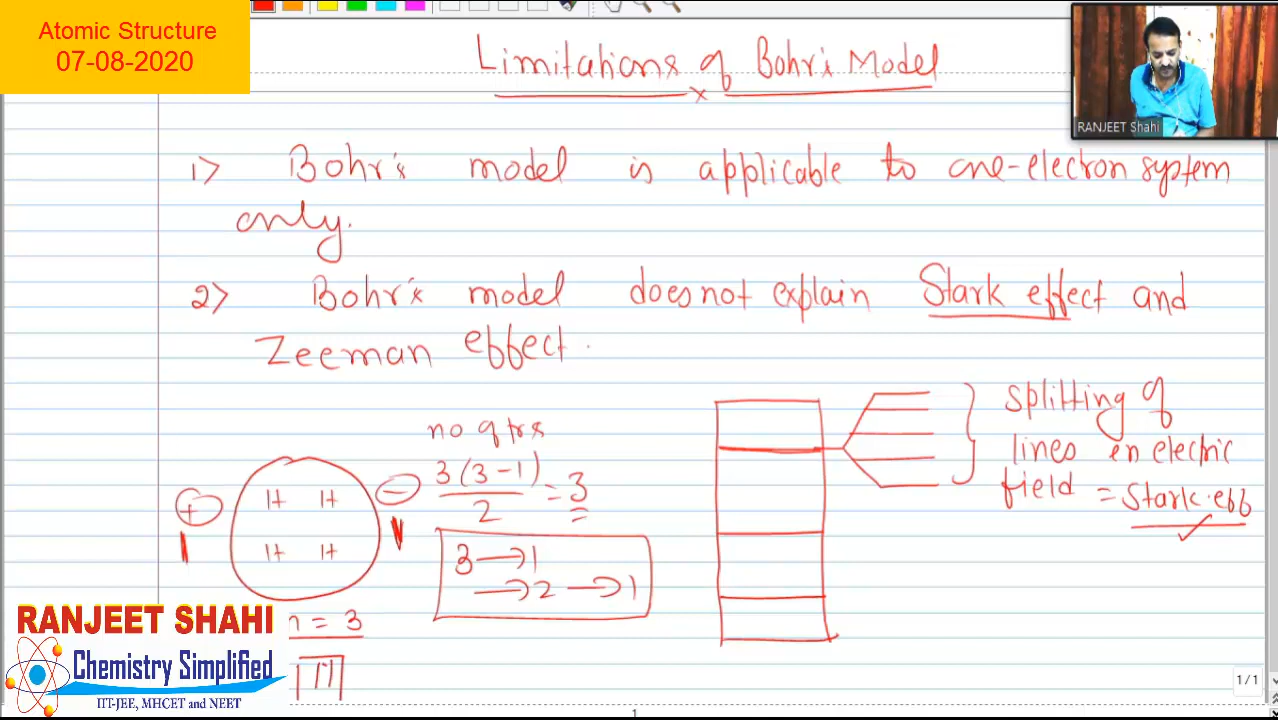 Atomic Structure
07-08-2020
Limitations of Bohr's Model
RANJEET Shahi
1) Bohr's model is applicable to one-electron system
only.
2) Bohr's model does not explain Stark effect and
Zeeman effect.
no of trs
3(3-1)
2
= 3
3 → 1
→ 2 → 1
+
−
H H
H H
n = 3
splitting of
lines in electric
field = Stark eff
RANJEET SHAHI
Chemistry Simplified
IIT-JEE, MHCET and NEET
1/1
1